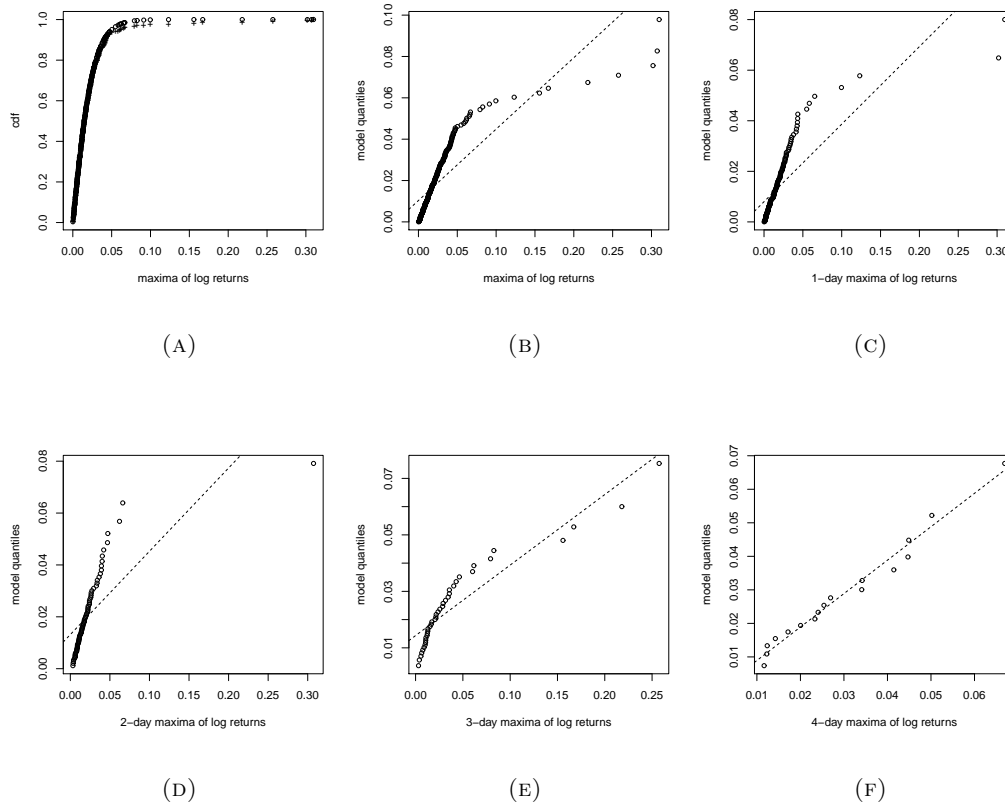 cdf
0.0 0.2 0.4 0.6 0.8 1.0
0.00 0.05 0.10 0.15 0.20 0.25 0.30
maxima of log returns
(A)
model quantiles
0.00 0.02 0.04 0.06 0.08 0.10
0.00 0.05 0.10 0.15 0.20 0.25 0.30
maxima of log returns
(B)
model quantiles
0.00 0.02 0.04 0.06 0.08
0.00 0.05 0.10 0.15 0.20 0.25 0.30
1−day maxima of log returns
(C)
model quantiles
0.00 0.02 0.04 0.06 0.08
0.00 0.05 0.10 0.15 0.20 0.25 0.30
2−day maxima of log returns
(D)
model quantiles
0.01 0.03 0.05 0.07
0.00 0.05 0.10 0.15 0.20 0.25
3−day maxima of log returns
(E)
model quantiles
0.01 0.02 0.03 0.04 0.05 0.06 0.07
0.01 0.02 0.03 0.04 0.05 0.06
4−day maxima of log returns
(F)